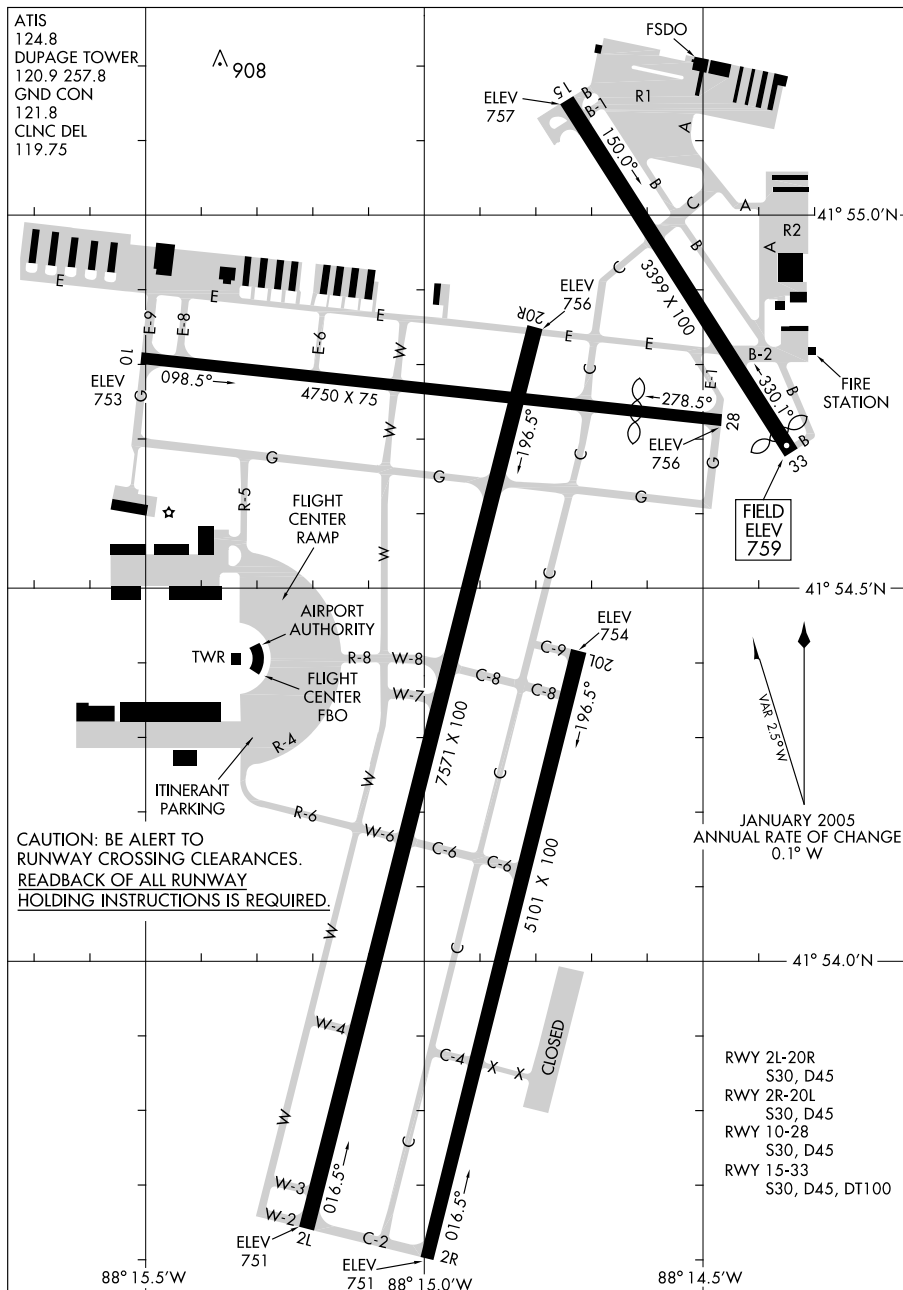 ATIS
124.8
DUPAGE TOWER
120.9 257.8
GND CON
121.8
CLNC DEL
119.75
908
FSDO
R1
ELEV
757
15
B
B-1
150.0°
A
B
C
A
41° 55.0'N
R2
A
B
C
3399 X 100
E
E
E
E-9
E-8
E-6
W
20R
ELEV
756
E
E
C
E-1
B-2
B
330.1°
FIRE
STATION
10
098.5°
4750 X 75
278.5°
28
ELEV
753
G
W
196.5°
C
ELEV
756
G
B
33
G
R-5
G
G
FIELD
ELEV
759
FLIGHT
CENTER
RAMP
W
C
41° 54.5'N
AIRPORT
AUTHORITY
TWR
FLIGHT
CENTER
FBO
R-8
W-8
W-7
C-8
C-8
C-9
ELEV
754
20L
196.5°
7571 X 100
R-4
W
C
VAR 2.5° W
ITINERANT
PARKING
R-6
W-6
C-6
C-6
JANUARY 2005
ANNUAL RATE OF CHANGE
0.1° W
CAUTION: BE ALERT TO
RUNWAY CROSSING CLEARANCES.
READBACK OF ALL RUNWAY
HOLDING INSTRUCTIONS IS REQUIRED.
5101 X 100
W
C
41° 54.0'N
W-4
C-4
X
X
CLOSED
W
C
RWY 2L-20R
S30, D45
RWY 2R-20L
S30, D45
RWY 10-28
S30, D45
RWY 15-33
S30, D45, DT100
W-3
016.5°
016.5°
W-2
2L
C-2
2R
ELEV
751
ELEV
751
88° 15.5'W
88° 15.0'W
88° 14.5'W